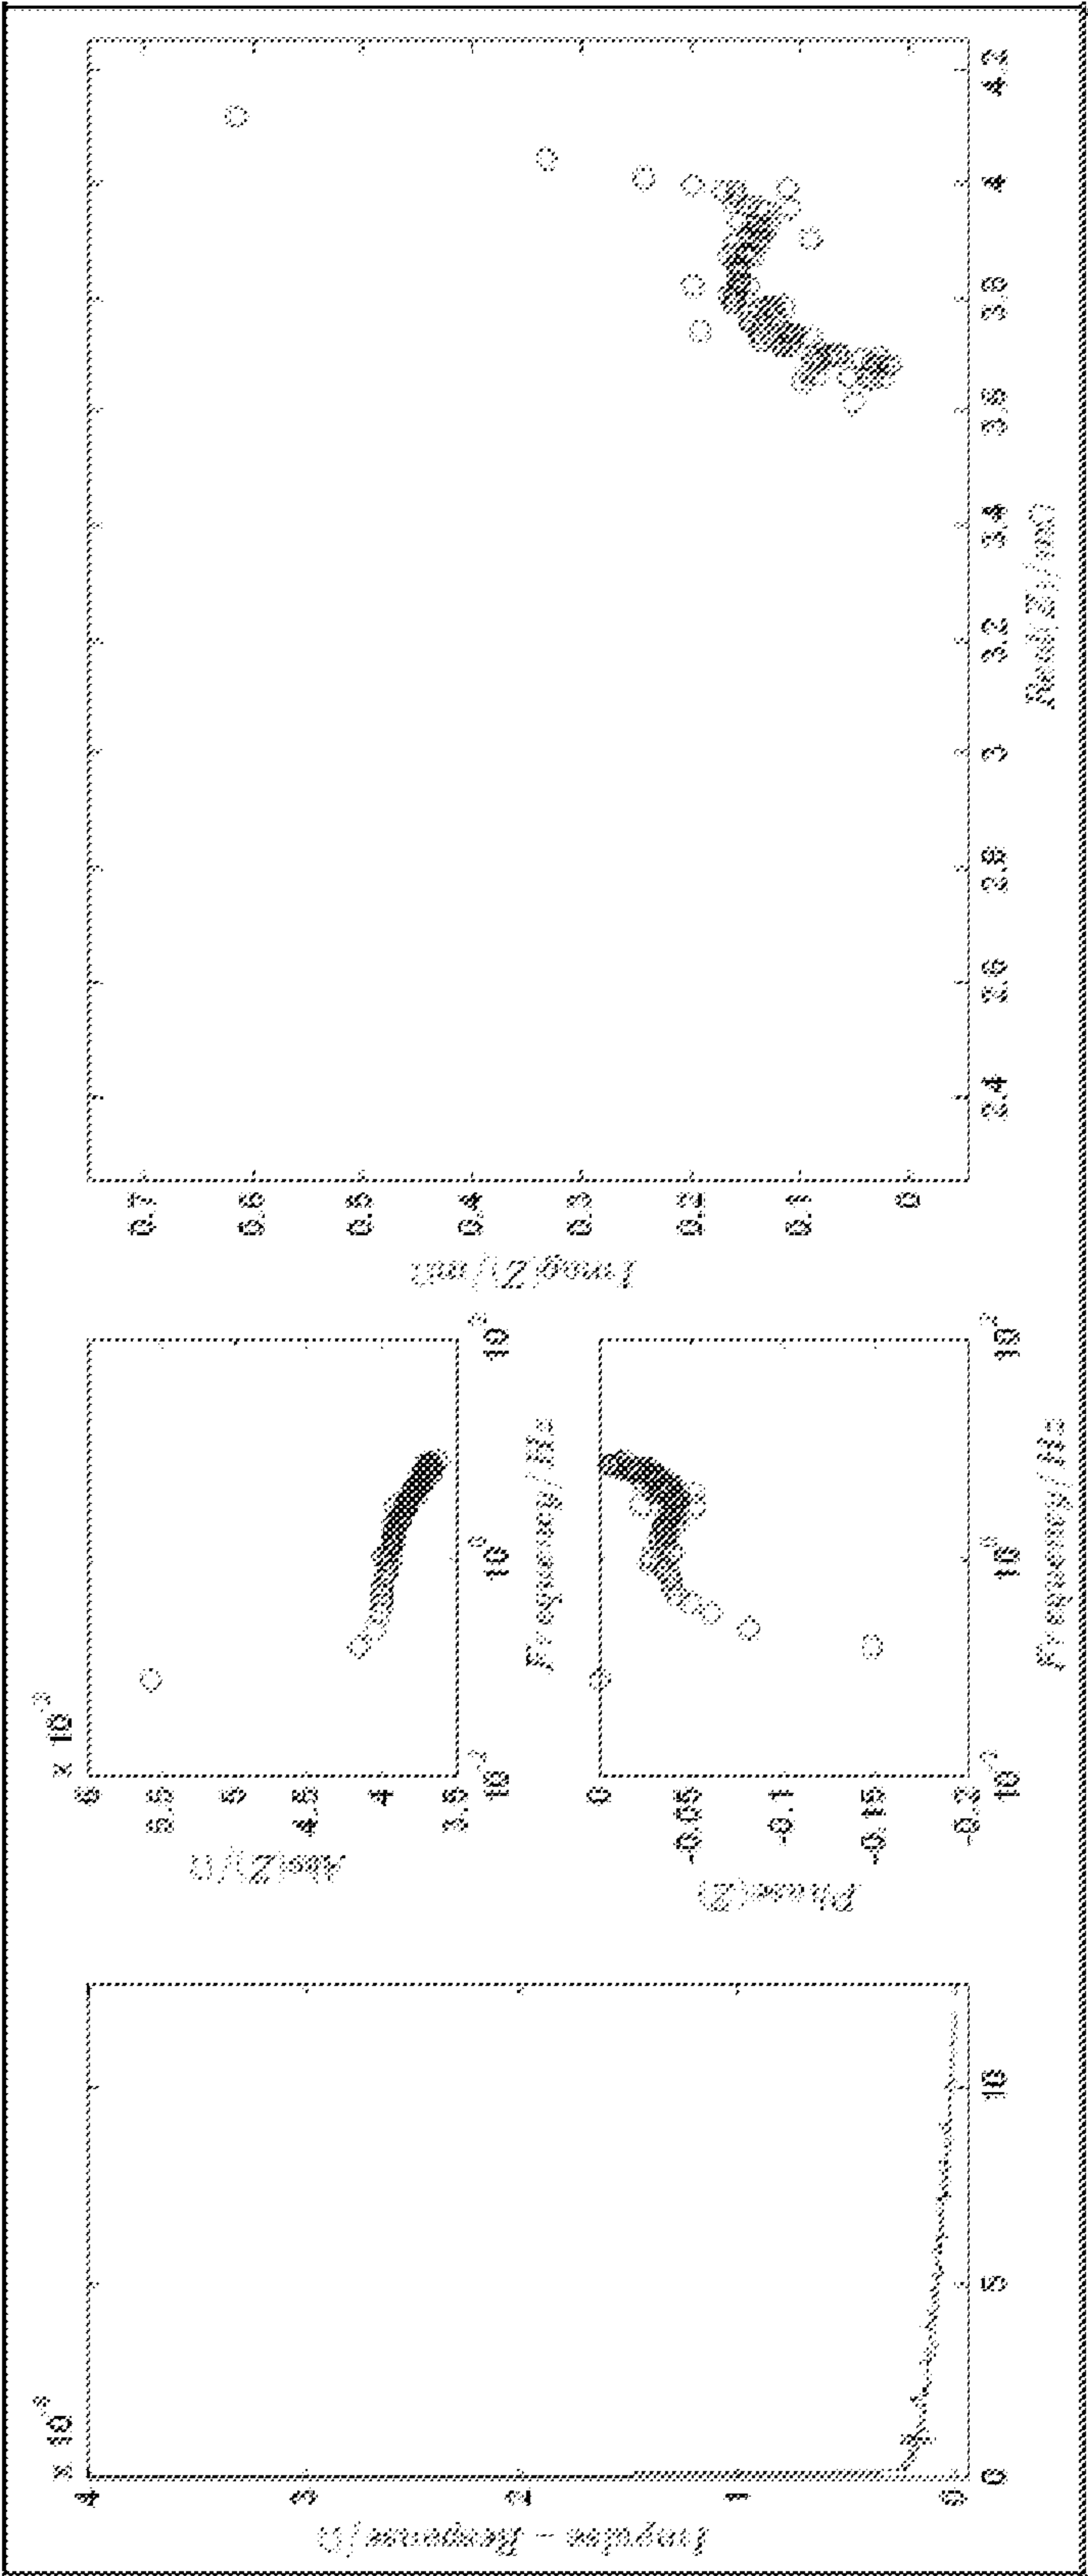 x 10⁻³
4
3
2
1
0
Impulse - Response/Ω
0 5 10
x 10⁻³
6
5.5
5
4.5
4
3.5
Abs(Z)/Ω
10⁻² 10⁰ 10²
Frequency/Hz
0
-0.05
-0.1
-0.15
-0.2
Phase(Z)
10⁻² 10⁰ 10²
Frequency/Hz
0.7
0.6
0.5
0.4
0.3
0.2
0.1
0
Imag(Z)/mΩ
2.4 2.6 2.8 3 3.2 3.4 3.6 3.8 4 4.2
Real(Z)/mΩ